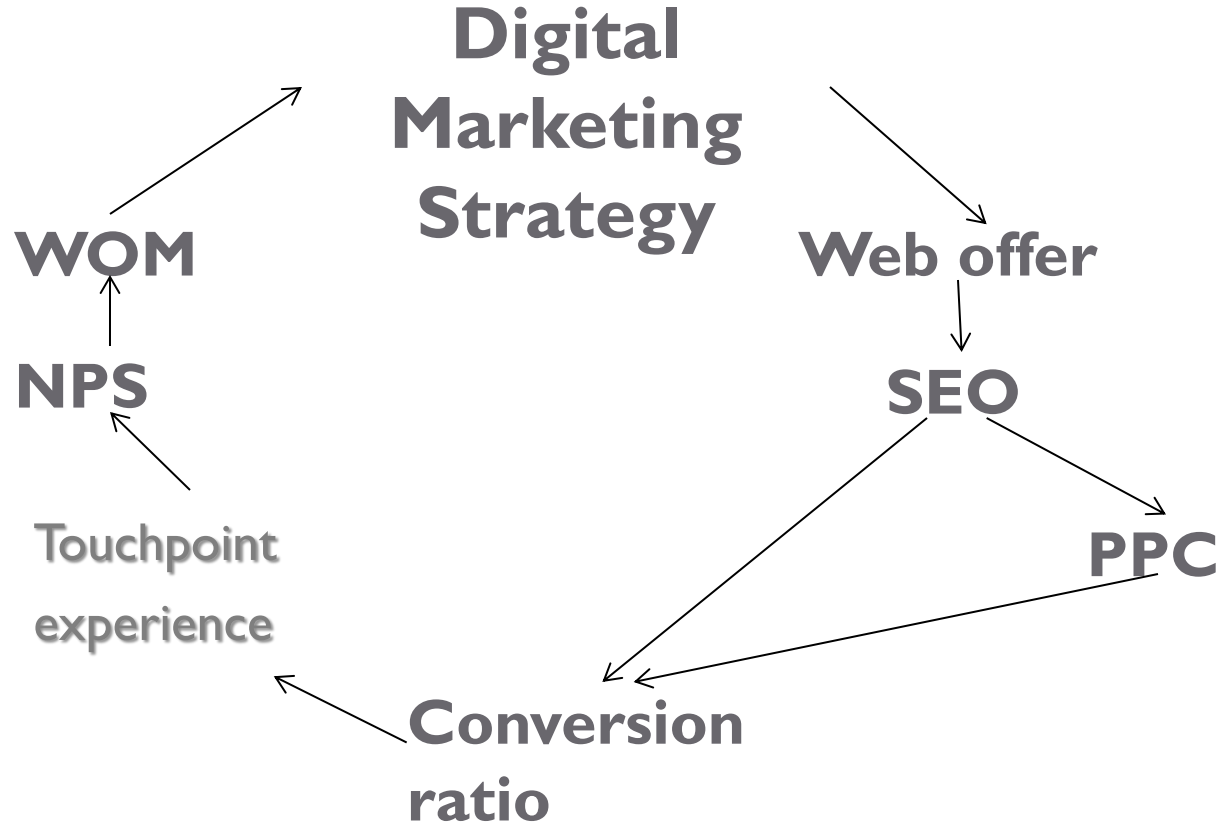 Digital
Marketing
Strategy
WOM
Web offer
NPS
SEO
Touchpoint
experience
PPC
Conversion
ratio